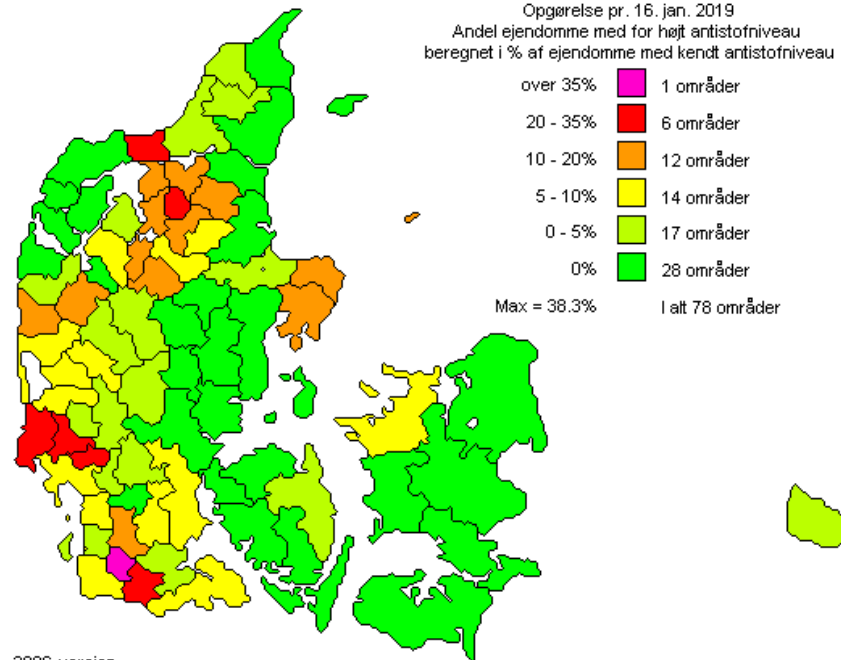 Opgørelse pr. 16. jan. 2019
Andel ejendomme med for højt antistofniveau
beregnet i % af ejendomme med kendt antistofniveau
over 35% 1 områder
20 - 35% 6 områder
10 - 20% 12 områder
5 - 10% 14 områder
0 - 5% 17 områder
0% 28 områder
Max = 38.3% I alt 78 områder